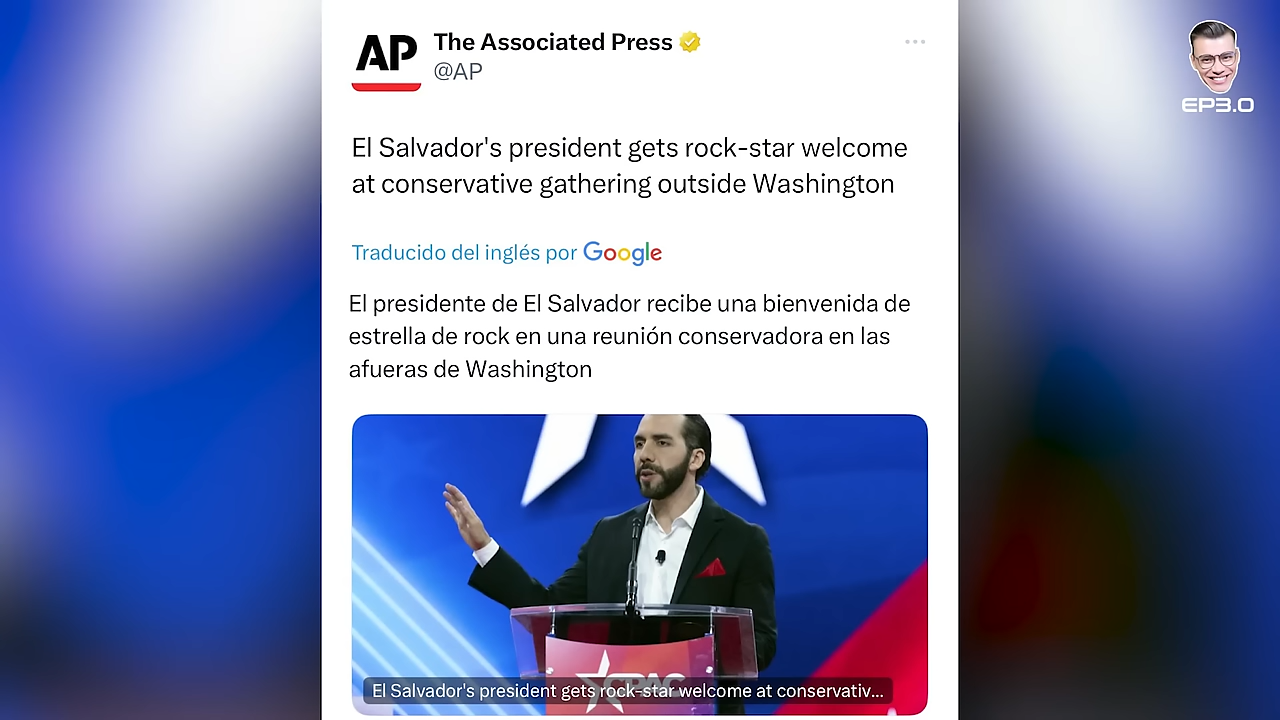 AP
The Associated Press
@AP
EP3.0
El Salvador's president gets rock-star welcome
at conservative gathering outside Washington
Traducido del inglés por Google
El presidente de El Salvador recibe una bienvenida de
estrella de rock en una reunión conservadora en las
afueras de Washington
CPAC
El Salvador's president gets rock-star welcome at conservativ...